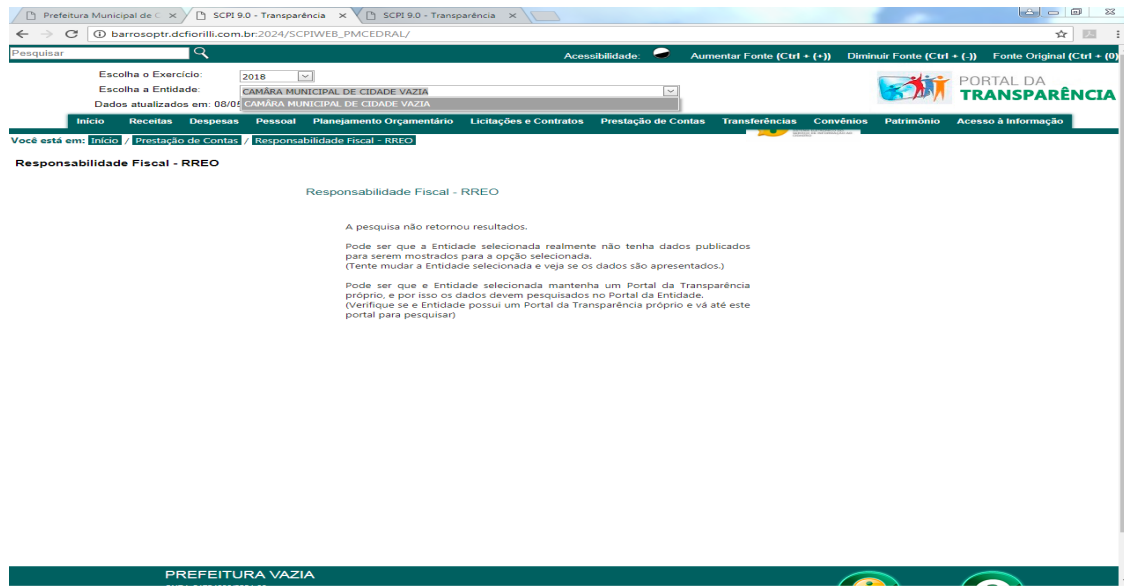 Prefeitura Municipal de C
SCPI 9.0 - Transparência
SCPI 9.0 - Transparência
barrosoptr.dcfiorilli.com.br:2024/SCPIWEB_PMCEDRAL/
Pesquisar
Acessibilidade:
Aumentar Fonte (Ctrl + (+))
Diminuir Fonte (Ctrl + (-))
Fonte Original (Ctrl + (0)
Escolha o Exercício:
2018
Escolha a Entidade:
CAMÂRA MUNICIPAL DE CIDADE VAZIA
Dados atualizados em: 08/05
CAMÂRA MUNICIPAL DE CIDADE VAZIA
PORTAL DA
TRANSPARÊNCIA
Início Receitas Despesas Pessoal Planejamento Orçamentário Licitações e Contratos Prestação de Contas Transferências Convênios Patrimônio Acesso à Informação
Você está em: Início / Prestação de Contas / Responsabilidade Fiscal - RREO
Responsabilidade Fiscal - RREO
Responsabilidade Fiscal - RREO
A pesquisa não retornou resultados.
Pode ser que a Entidade selecionada realmente não tenha dados publicados
para serem mostrados para a opção selecionada.
(Tente mudar a Entidade selecionada e veja se os dados são apresentados.)
Pode ser que e Entidade selecionada mantenha um Portal da Transparência
próprio, e por isso os dados devem pesquisados no Portal da Entidade.
(Verifique se e Entidade possui um Portal da Transparência próprio e vá até este
portal para pesquisar)
PREFEITURA VAZIA